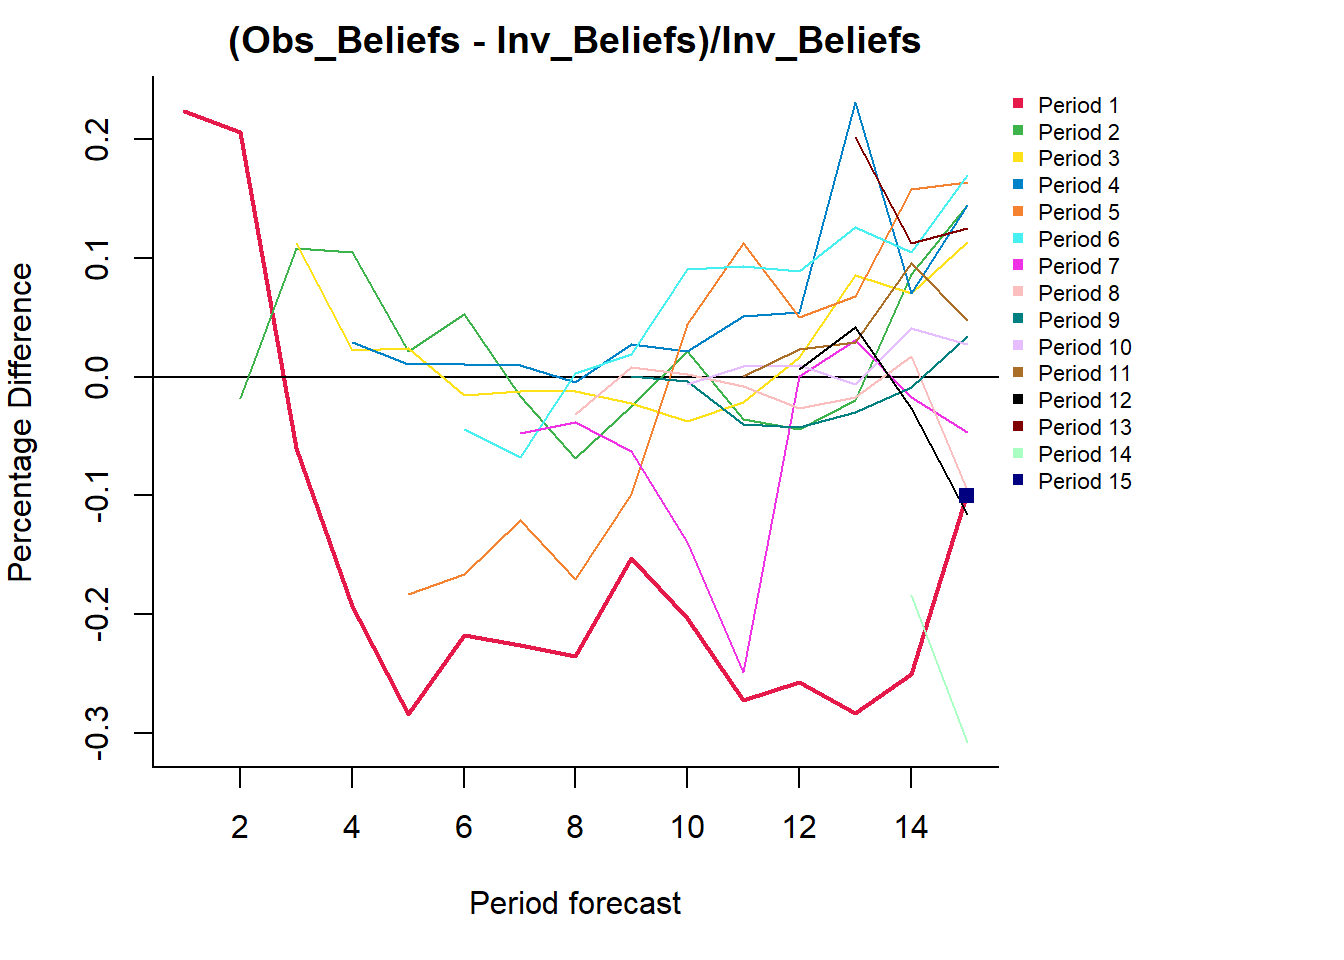 (Obs_Beliefs - Inv_Beliefs)/Inv_Beliefs
Percentage Difference
0.2
0.1
0.0
-0.1
-0.2
-0.3
2 4 6 8 10 12 14
Period forecast
Period 1
Period 2
Period 3
Period 4
Period 5
Period 6
Period 7
Period 8
Period 9
Period 10
Period 11
Period 12
Period 13
Period 14
Period 15